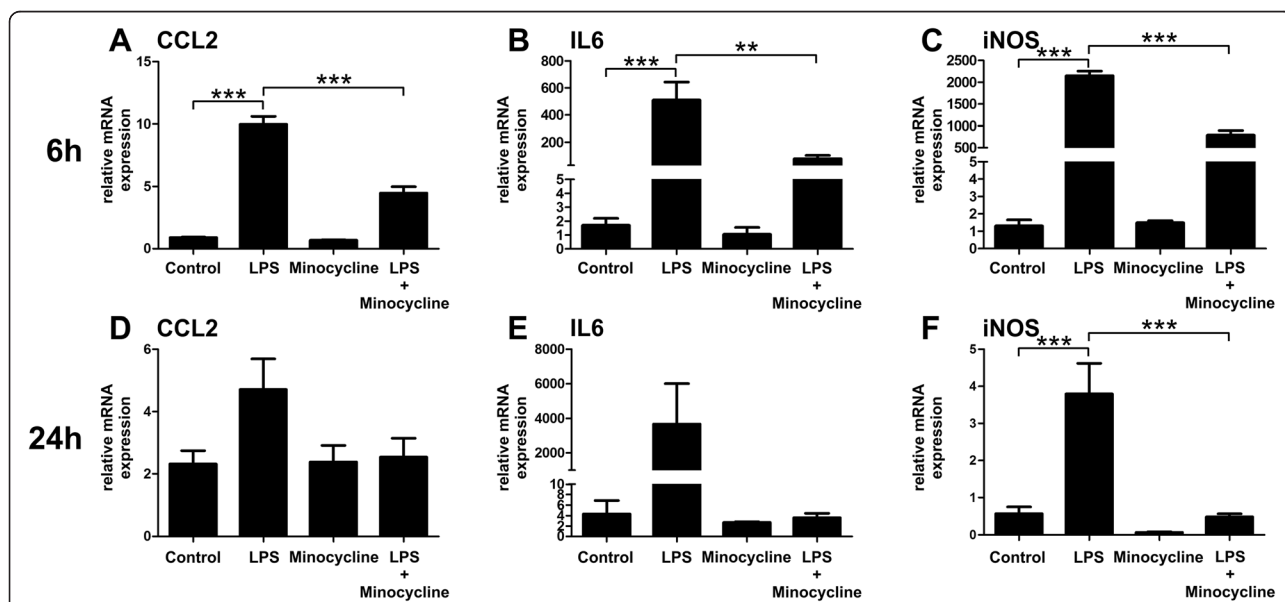 A CCL2
relative mRNA
expression
15
10
5
0
***
***
Control LPS Minocycline LPS
+
Minocycline
B IL6
relative mRNA
expression
800
600
400
200
5
4
3
2
1
0
***
**
Control LPS Minocycline LPS
+
Minocycline
C iNOS
relative mRNA
expression
2500
2000
1500
1000
500
5
4
3
2
1
0
***
***
Control LPS Minocycline LPS
+
Minocycline
6h
D CCL2
relative mRNA
expression
6
4
2
0
Control LPS Minocycline LPS
+
Minocycline
E IL6
relative mRNA
expression
8000
6000
4000
2000
10
8
6
4
2
0
Control LPS Minocycline LPS
+
Minocycline
F iNOS
relative mRNA
expression
5
4
3
2
1
0
***
***
Control LPS Minocycline LPS
+
Minocycline
24h